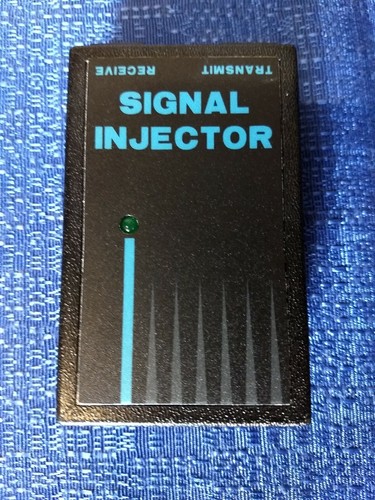 RECEIVE TRANSMIT
SIGNAL
INJECTOR